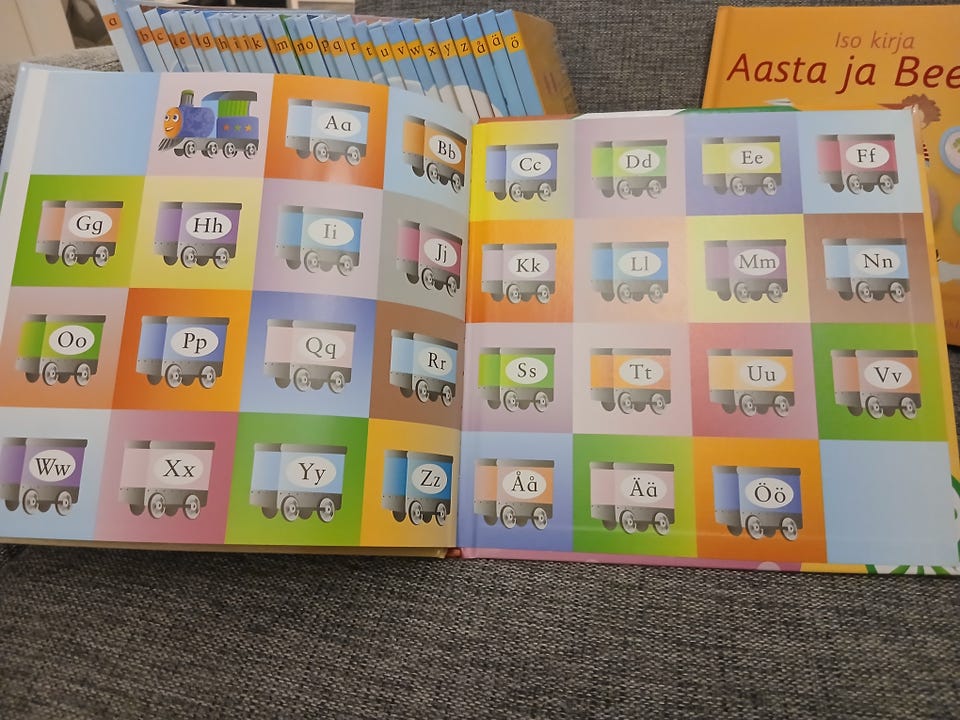 a b c e g h i j k m n o p q r t u v w x y z å ä ö
Iso kirja
Aasta ja Bee
Aa Bb Cc Dd Ee Ff
Gg Hh Ii Jj Kk Ll Mm Nn
Oo Pp Qq Rr Ss Tt Uu Vv
Ww Xx Yy Zz Åå Ää Öö